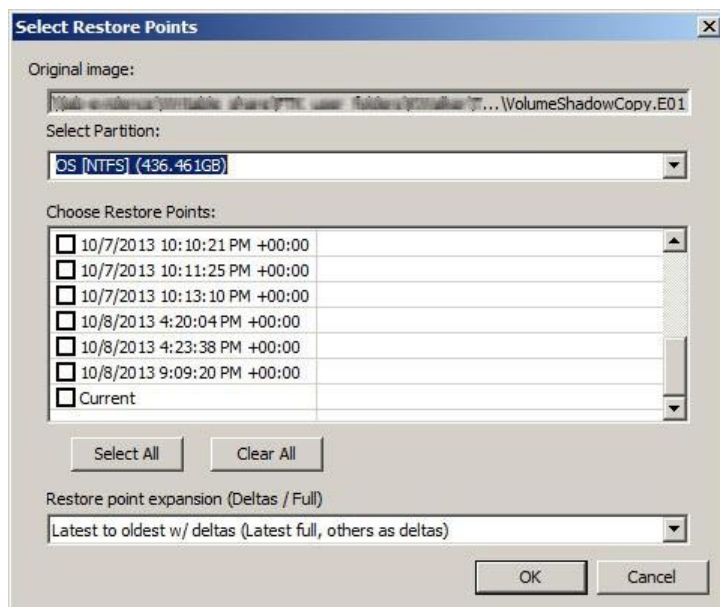 Select Restore Points
Original image:
...\VolumeShadowCopy.E01
Select Partition:
OS [NTFS] (436.461GB)
Choose Restore Points:
10/7/2013 10:10:21 PM +00:00
10/7/2013 10:11:25 PM +00:00
10/7/2013 10:13:10 PM +00:00
10/8/2013 4:20:04 PM +00:00
10/8/2013 4:23:38 PM +00:00
10/8/2013 9:09:20 PM +00:00
Current
Select All Clear All
Restore point expansion (Deltas / Full)
Latest to oldest w/ deltas (Latest full, others as deltas)
OK Cancel